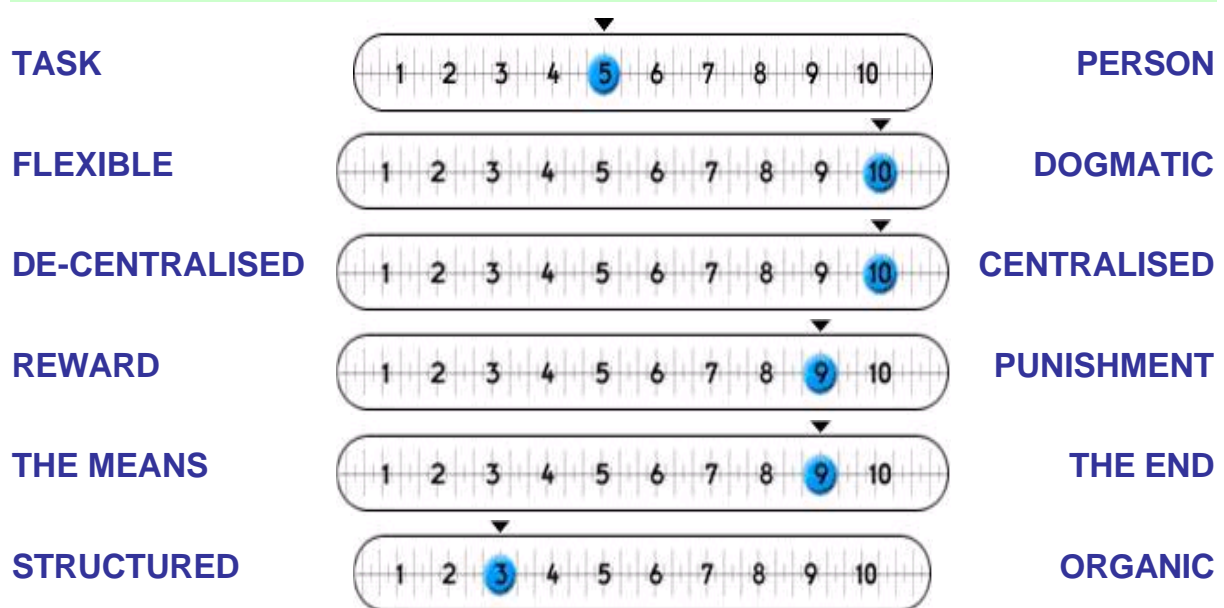 TASK 1 2 3 4 5 6 7 8 9 10 PERSON
FLEXIBLE 1 2 3 4 5 6 7 8 9 10 DOGMATIC
DE-CENTRALISED 1 2 3 4 5 6 7 8 9 10 CENTRALISED
REWARD 1 2 3 4 5 6 7 8 9 10 PUNISHMENT
THE MEANS 1 2 3 4 5 6 7 8 9 10 THE END
STRUCTURED 1 2 3 4 5 6 7 8 9 10 ORGANIC